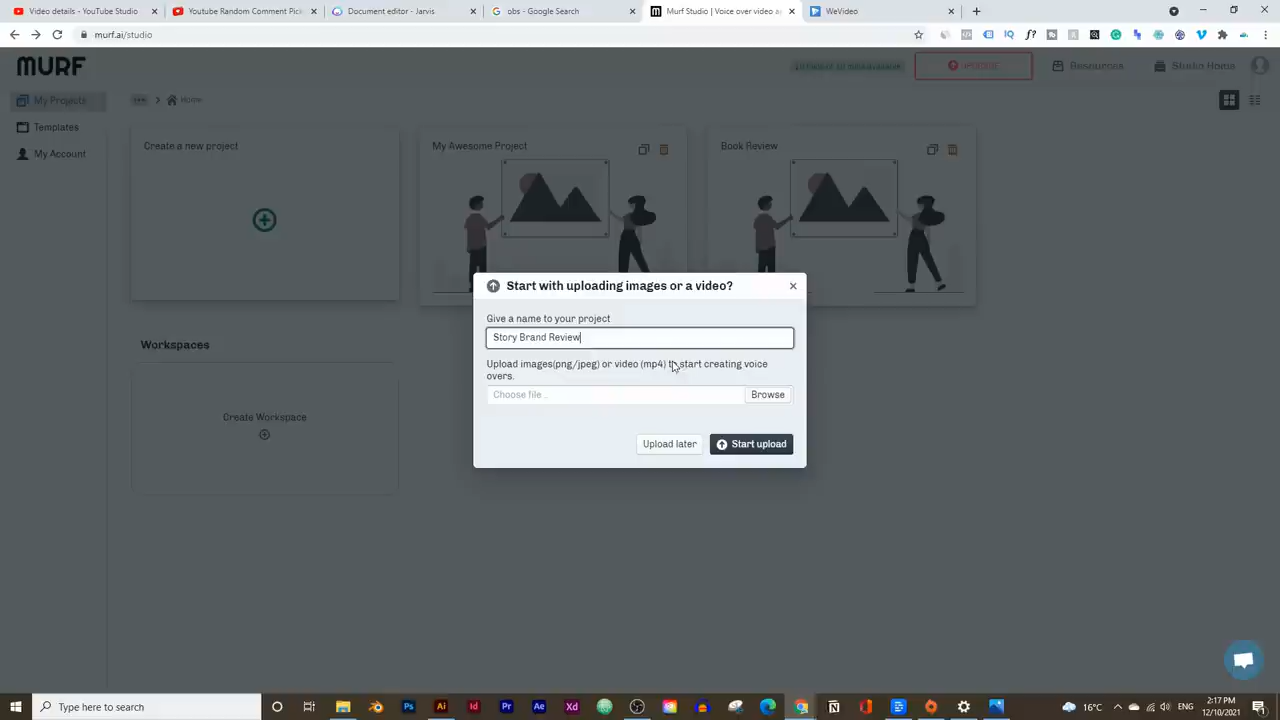 Video details - YouTube Studio
Youtube Random Comment Pick
Document editor - Jarvis
obs - Google Search
Murf Studio | Voice over video a
WeVideo
murf.ai/studio
MURF
Resources
Studio Home
My Projects
Home
Templates
My Account
Create a new project
My Awesome Project
Book Review
Start with uploading images or a video?
Give a name to your project
Story Brand Review
Upload images(png/jpeg) or video (mp4) to start creating voice
overs.
Choose file ..
Browse
Upload later
Start upload
Workspaces
Create Workspace
Type here to search
16°C
ENG
2:17 PM
12/10/2021